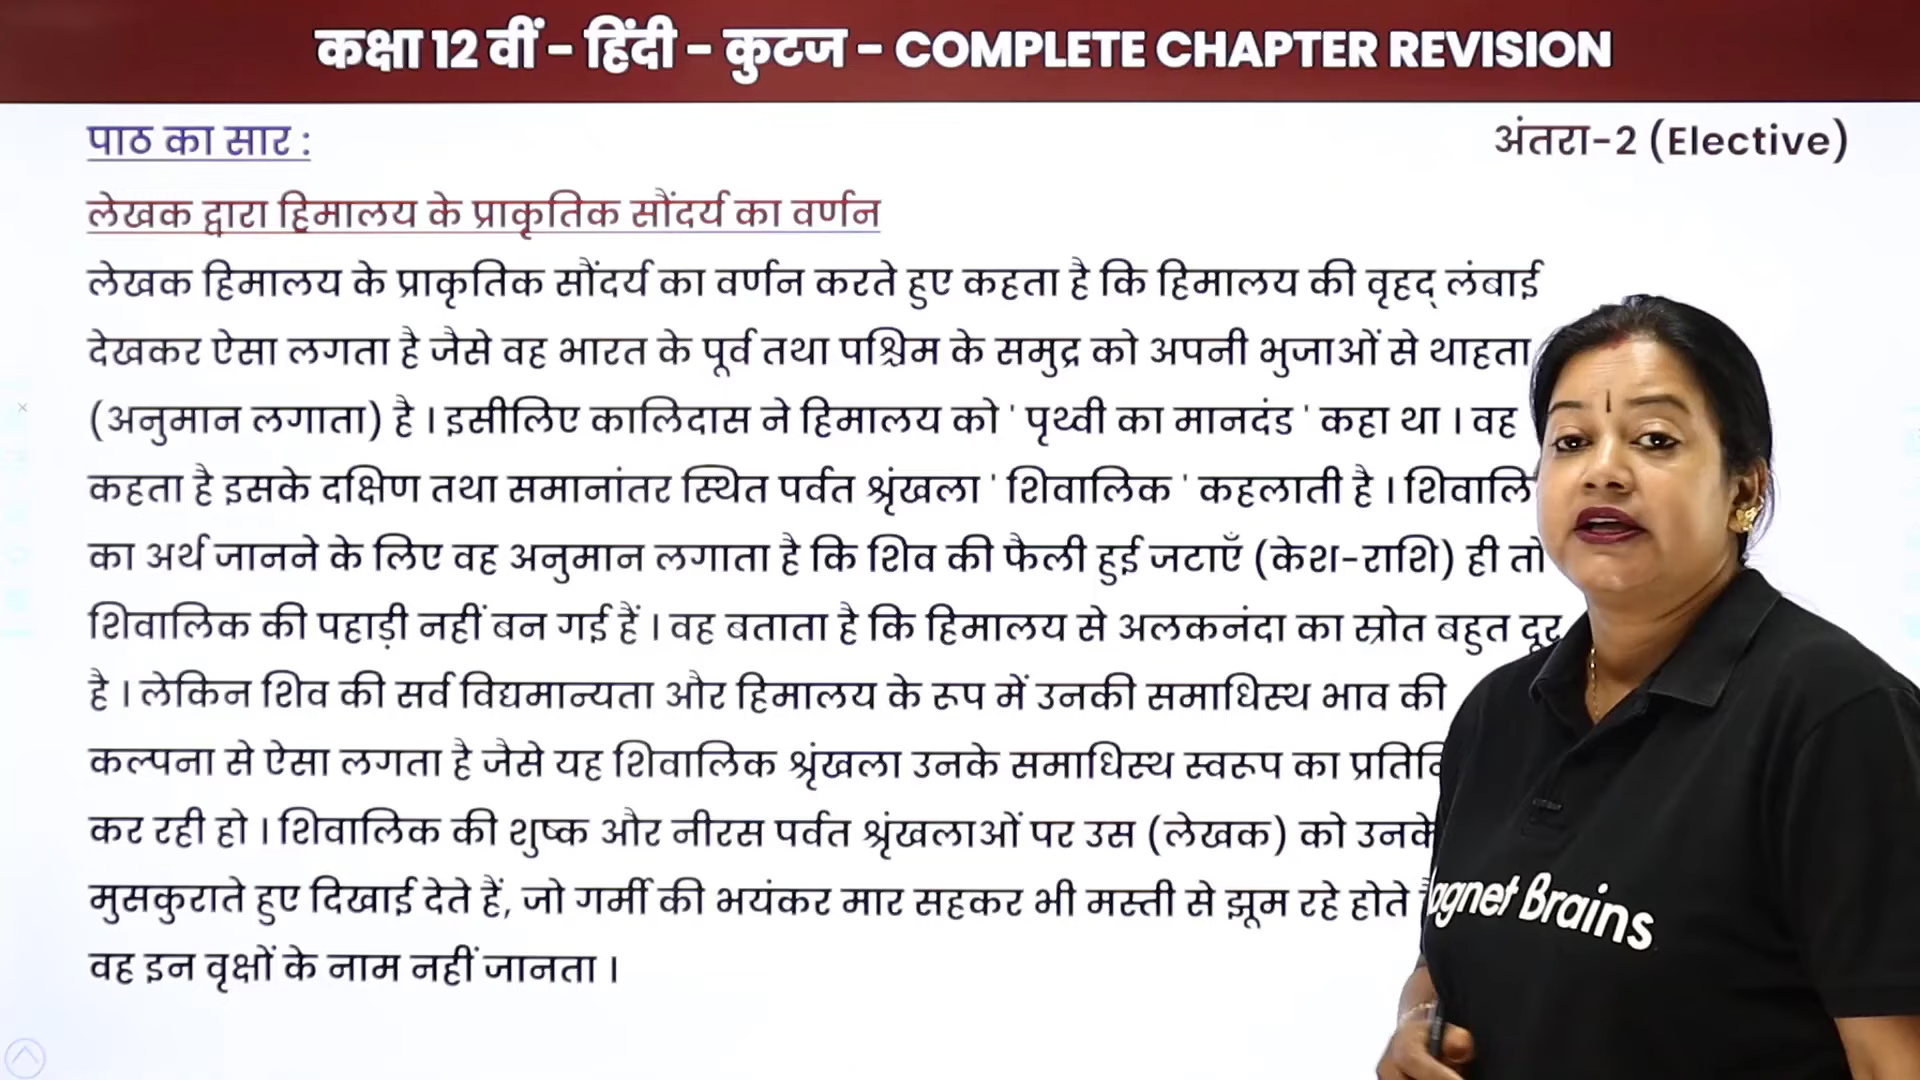 कक्षा 12 वीं - हिंदी - कुटज - COMPLETE CHAPTER REVISION
पाठ का सार :
अंतरा-2 (Elective)
लेखक द्वारा हिमालय के प्राकृतिक सौंदर्य का वर्णन
लेखक हिमालय के प्राकृतिक सौंदर्य का वर्णन करते हुए कहता है कि हिमालय की वृहद् लंबाई
देखकर ऐसा लगता है जैसे वह भारत के पूर्व तथा पश्चिम के समुद्र को अपनी भुजाओं से थाहता
(अनुमान लगाता) है । इसीलिए कालिदास ने हिमालय को ' पृथ्वी का मानदंड ' कहा था । वह
कहता है इसके दक्षिण तथा समानांतर स्थित पर्वत श्रृंखला ' शिवालिक ' कहलाती है ।
का अर्थ जानने के लिए वह अनुमान लगाता है कि शिव की फैली हुई जटाएँ (केश-राशि) ही तो
शिवालिक की पहाड़ी नहीं बन गई हैं । वह बताता है कि हिमालय से अलकनंदा का स्रोत बहुत दूर
है । लेकिन शिव की सर्व विद्यमान्यता और हिमालय के रूप में उनकी समाधिस्थ भाव की
कल्पना से ऐसा लगता है जैसे यह शिवालिक श्रृंखला उनके समाधिस्थ स्वरूप का
कर रही हो । शिवालिक की शुष्क और नीरस पर्वत श्रृंखलाओं पर उस (लेखक) को
मुसकुराते हुए दिखाई देते हैं, जो गर्मी की भयंकर मार सहकर भी मस्ती से झूम रहे होते
वह इन वृक्षों के नाम नहीं जानता ।
Brains